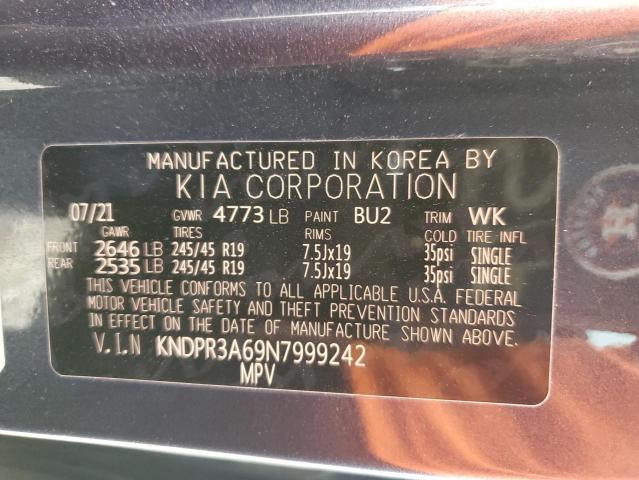 MANUFACTURED IN KOREA BY
KIA CORPORATION
07/21 GVWR 4773 LB PAINT BU2 TRIM WK
GAWR TIRES RIMS COLD TIRE INFL
FRONT 2646 LB 245/45 R19 7.5Jx19 35psi SINGLE
REAR 2535 LB 245/45 R19 7.5Jx19 35psi SINGLE
THIS VEHICLE CONFORMS TO ALL APPLICABLE U.S.A. FEDERAL
MOTOR VEHICLE SAFETY AND THEFT PREVENTION STANDARDS
IN EFFECT ON THE DATE OF MANUFACTURE SHOWN ABOVE.
V.I.N KNDPR3A69N7999242
MPV